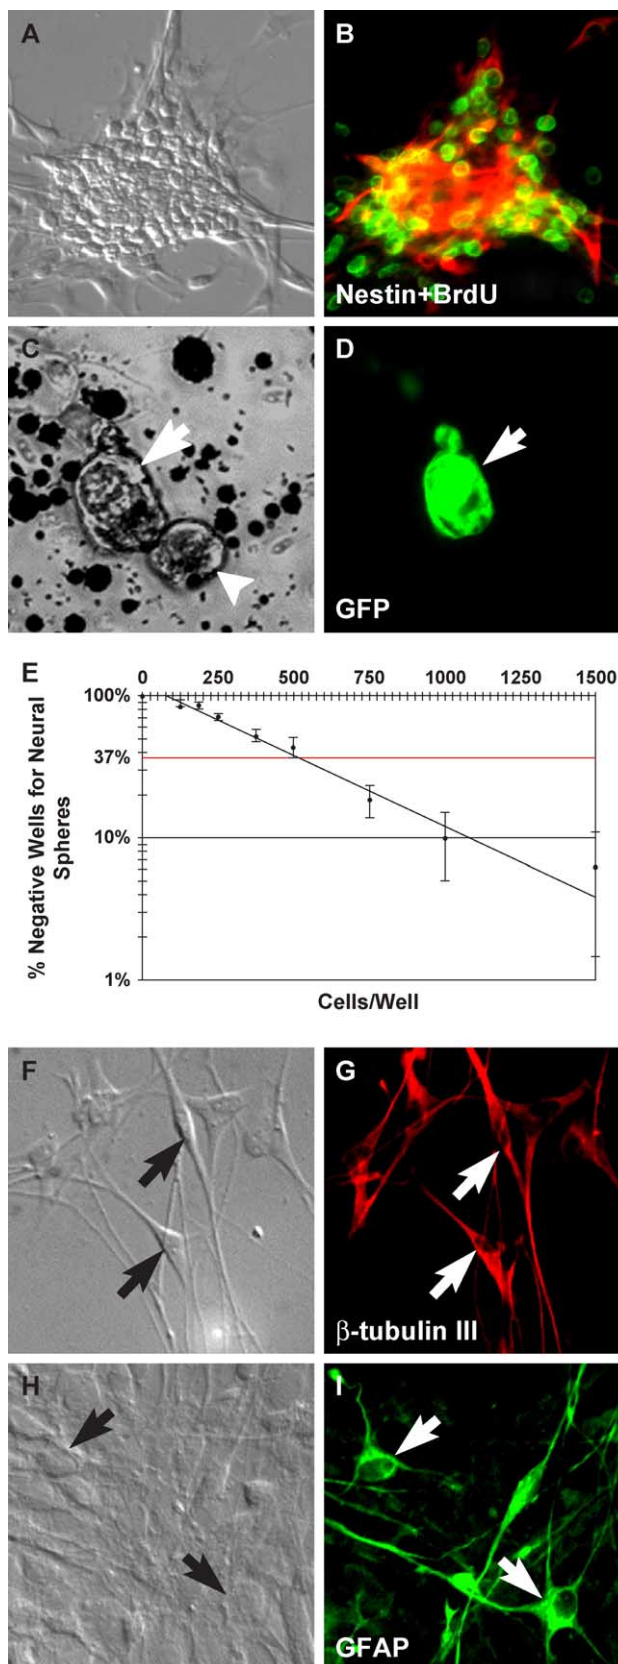 A
B
Nestin+BrdU
C
D
GFP
E
0 250 500 750 1000 1250 1500
100%
37%
10%
1%
% Negative Wells for Neural
Spheres
Cells/Well
F
G
β-tubulin III
H
I
GFAP